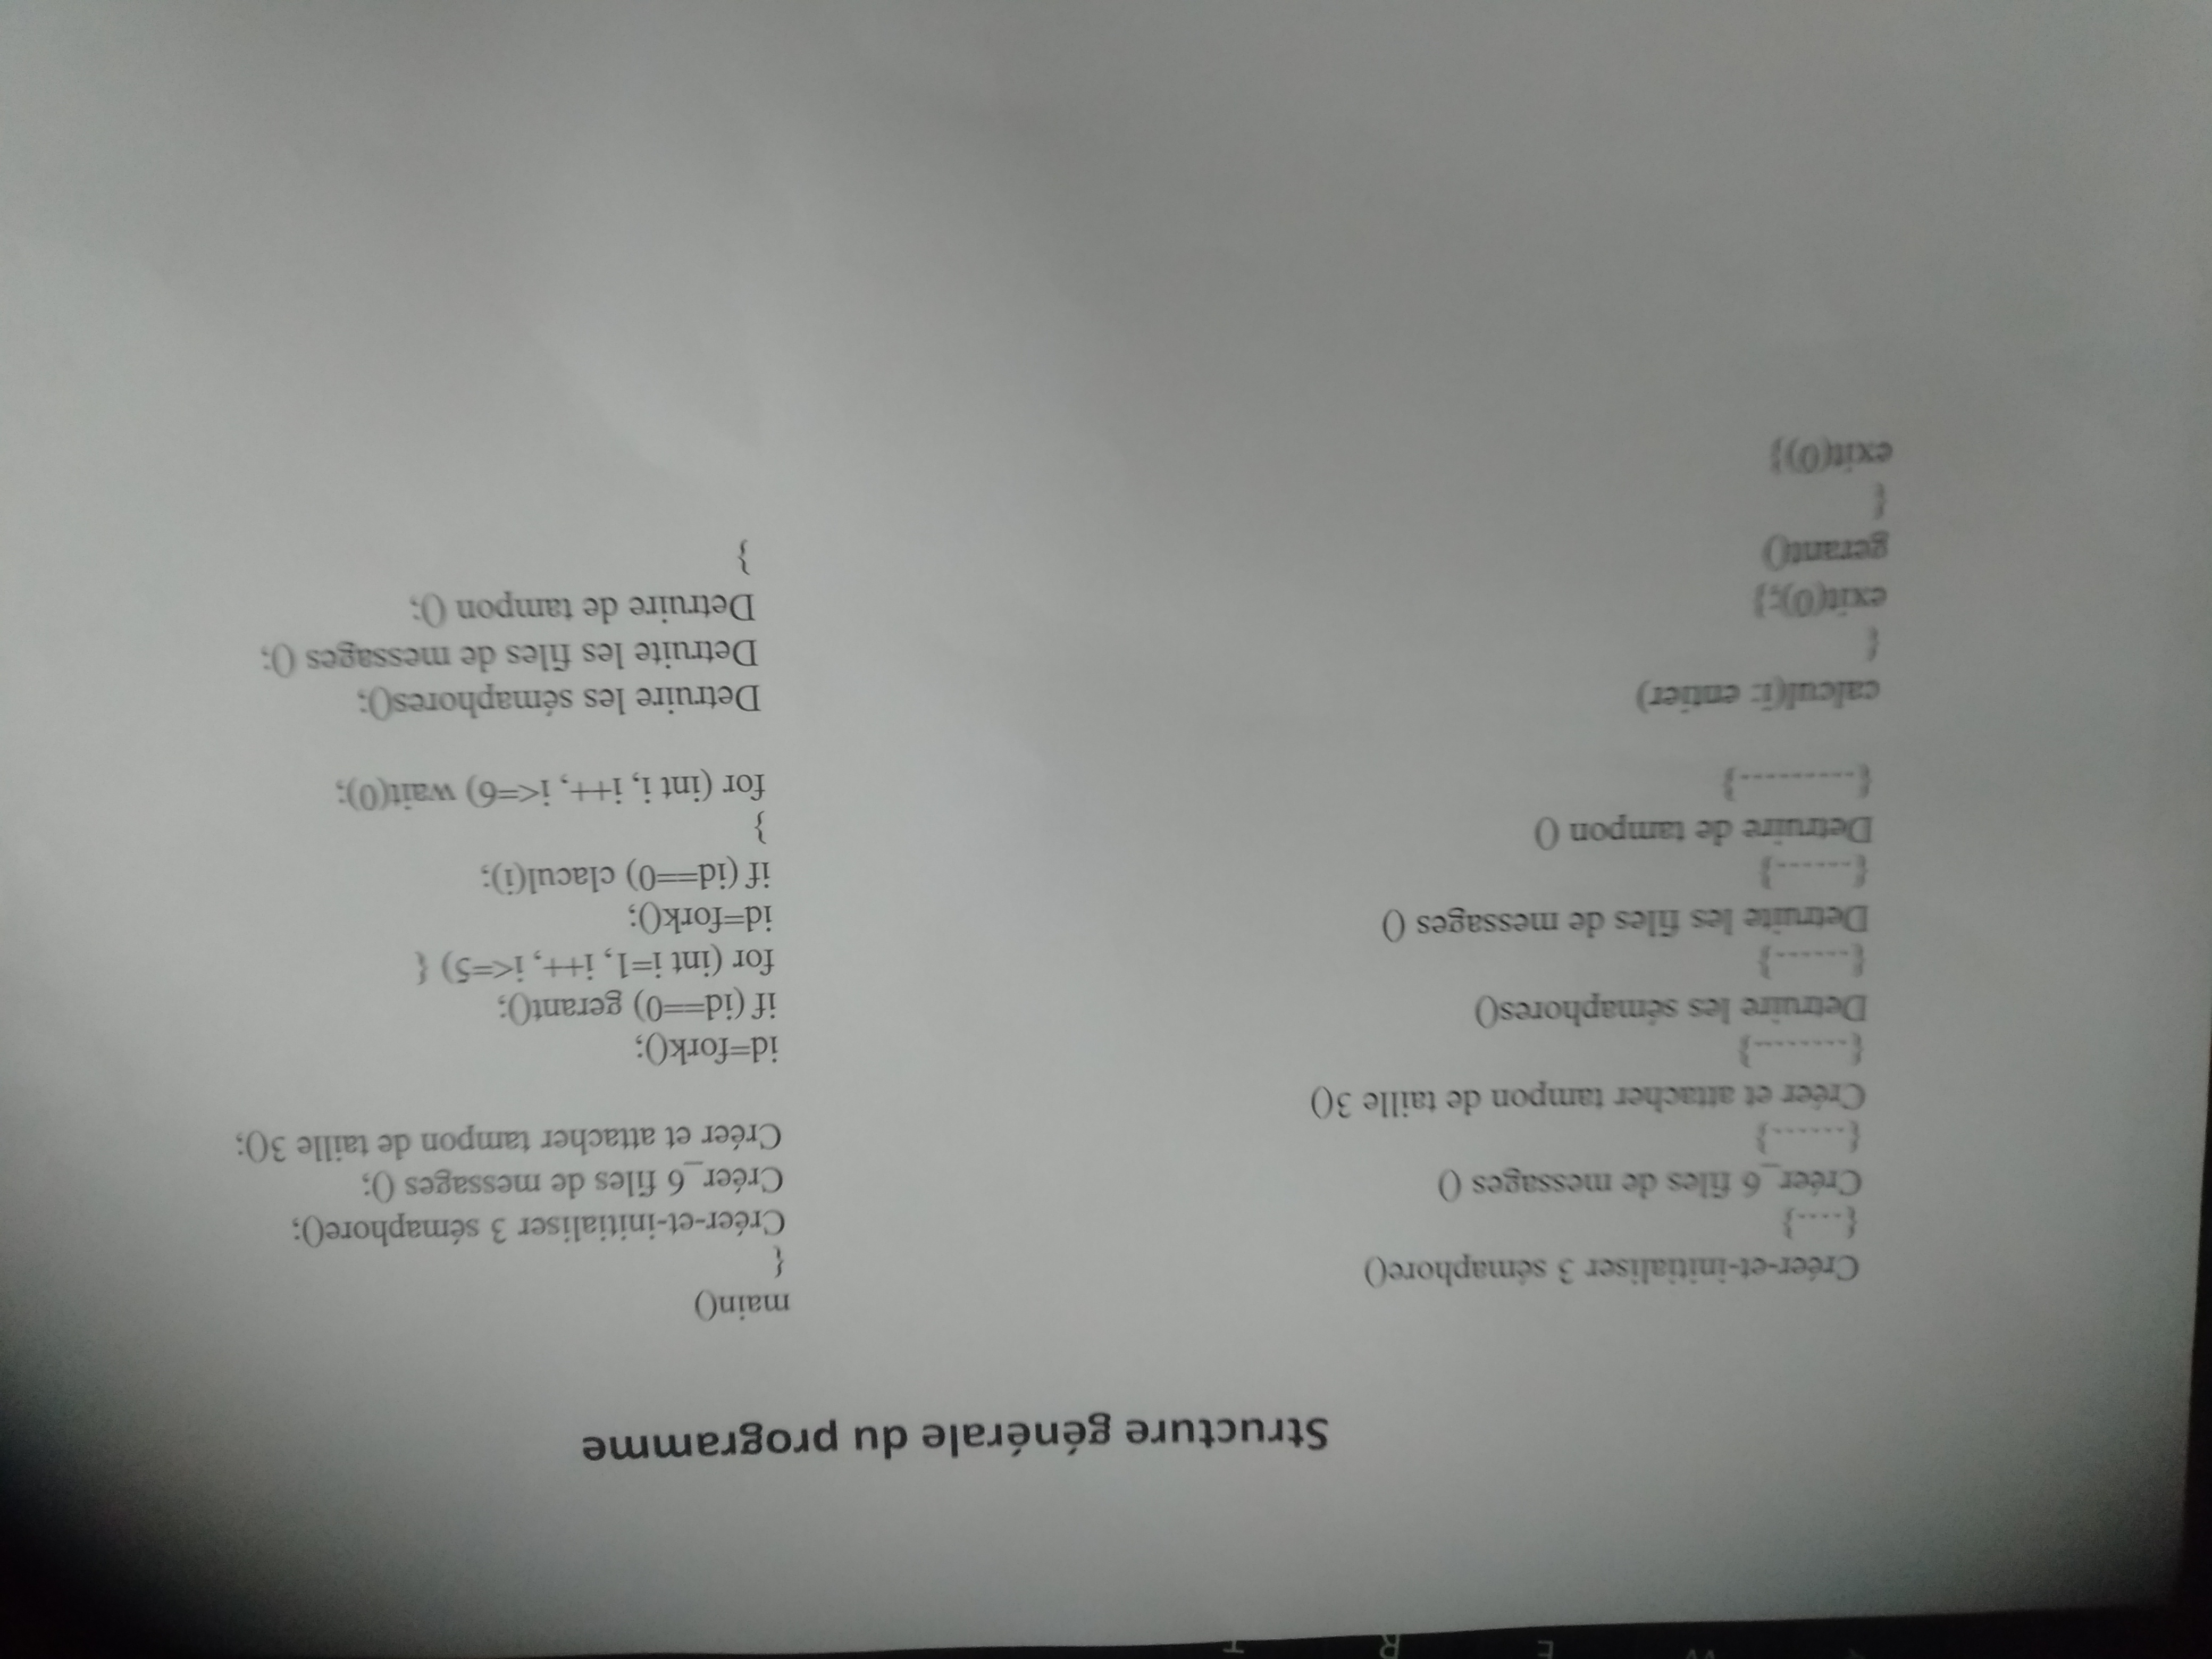 W E R T
Structure générale du programme
Créer-et-initialiser 3 sémaphore()
{....}
Créer_6 files de messages ()
{......}
Créer et attacher tampon de taille 3()
{........}
Detruire les sémaphores()
{......}
Detruite les files de messages ()
{......}
Detruire de tampon ()
{.........}
calcul(i: entier)
{
exit(0);}
gerant()
{
exit(0)}
main()
{
Créer-et-initialiser 3 sémaphore();
Créer_6 files de messages ();
Créer et attacher tampon de taille 3();
id=fork();
if (id==0) gerant();
for (int i=1, i++, i<=5) {
id=fork();
if (id==0) clacul(i);
}
for (int i, i++, i<=6) wait(0);
Detruire les sémaphores();
Detruite les files de messages ();
Detruire de tampon ();
}